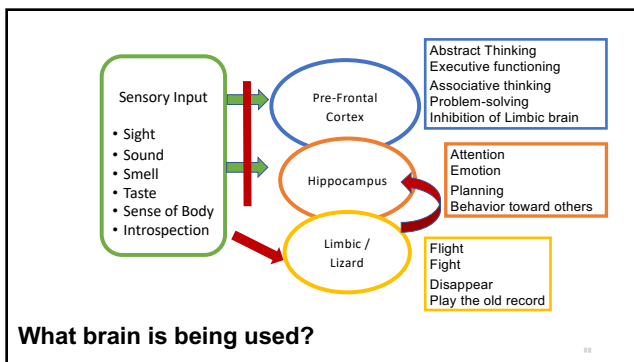 Sensory Input
• Sight
• Sound
• Smell
• Taste
• Sense of Body
• Introspection
Pre-Frontal
Cortex
Hippocampus
Limbic /
Lizard
Abstract Thinking
Executive functioning
Associative thinking
Problem-solving
Inhibition of Limbic brain
Attention
Emotion
Planning
Behavior toward others
Flight
Fight
Disappear
Play the old record
What brain is being used?